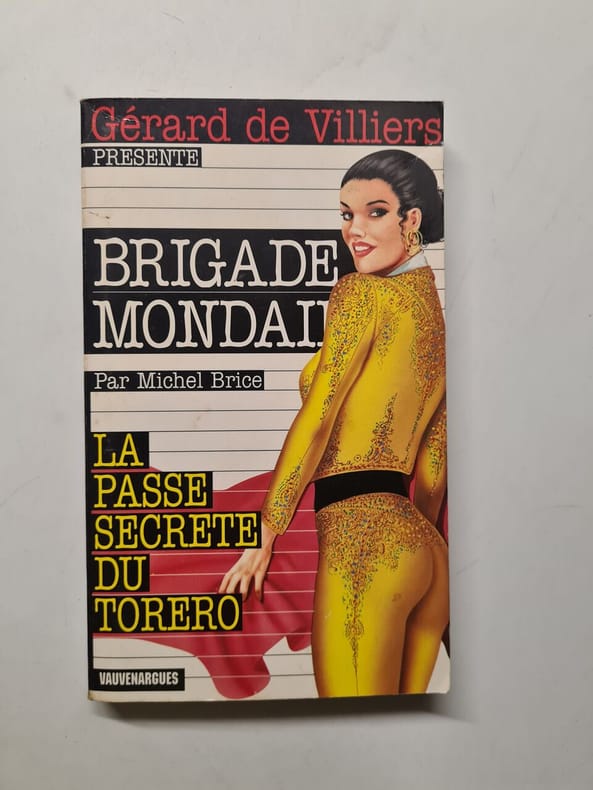 Gérard de Villiers
PRESENTE
BRIGADE
MONDAI
Par Michel Brice
LA
PASSE
SECRETE
DU
TORERO
VAUVENARGUES